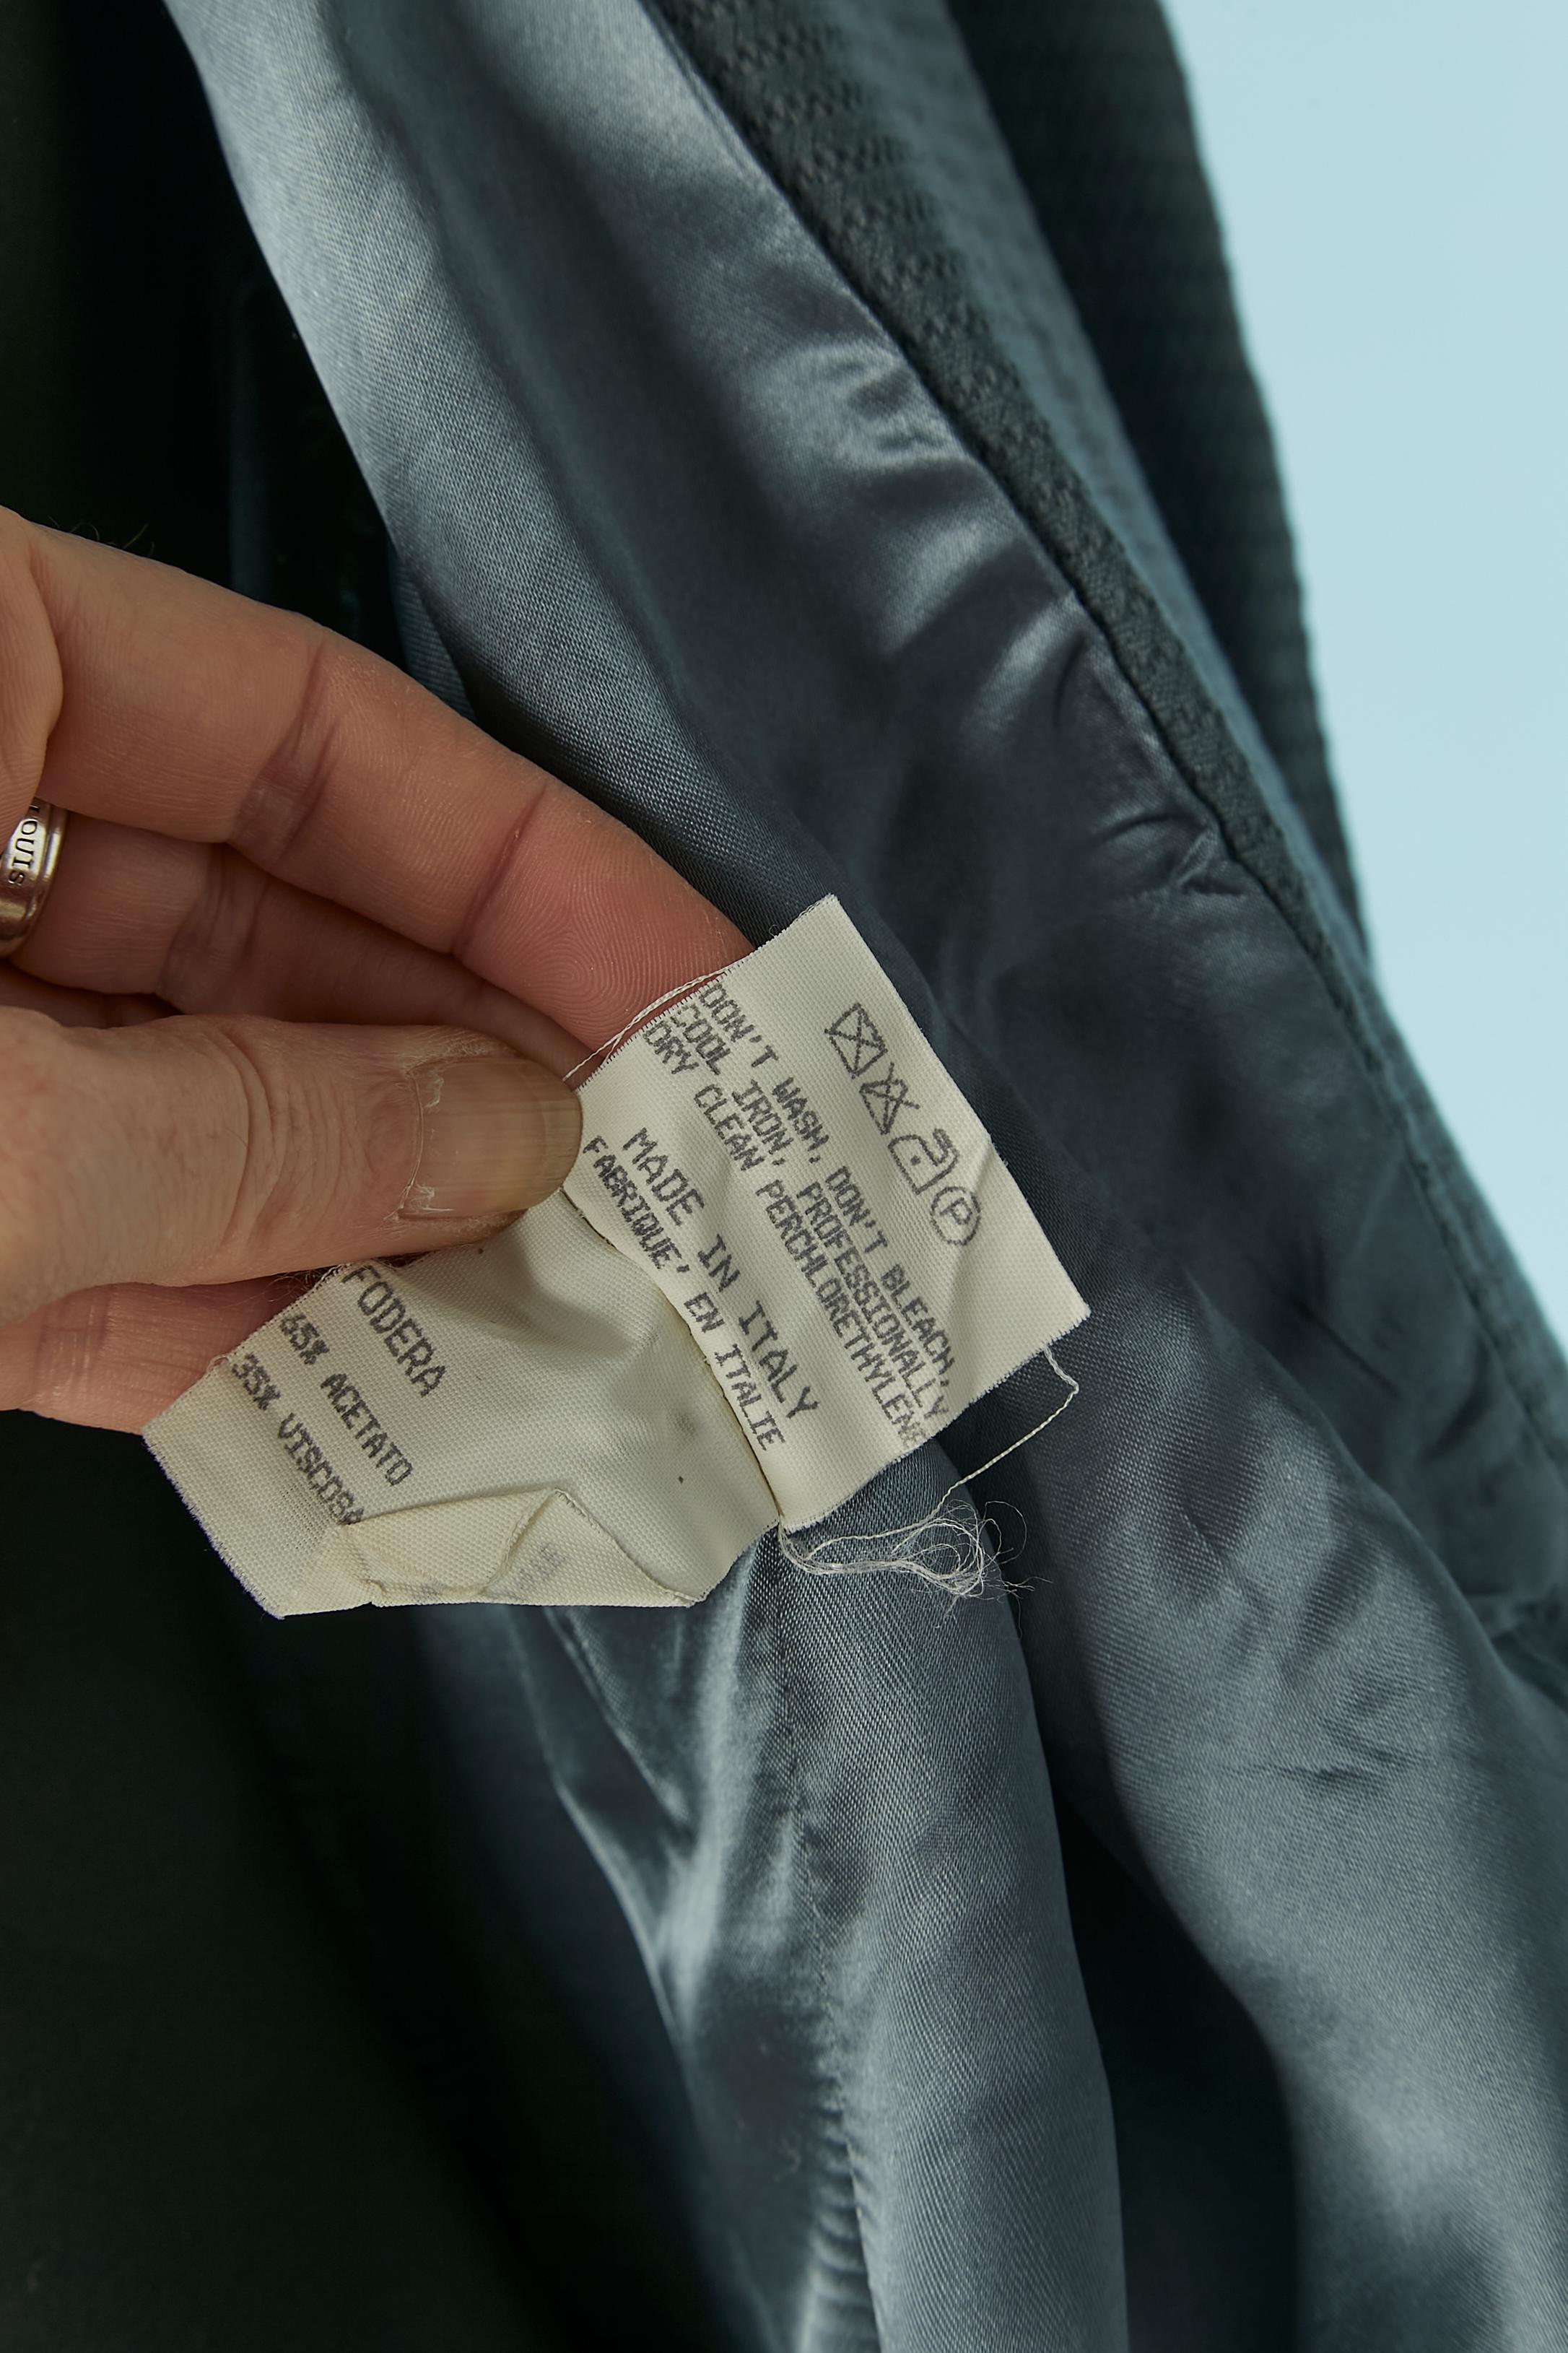 DON'T WASH, DON'T BLEACH,
COOL IRON, PROFESSIONALLY
DRY CLEAN PERCHLORETHYLENE
MADE IN ITALY
FABRIQUE' EN ITALIE
FODERA
65% ACETATO
35% VISCOSA
P
LOUIS